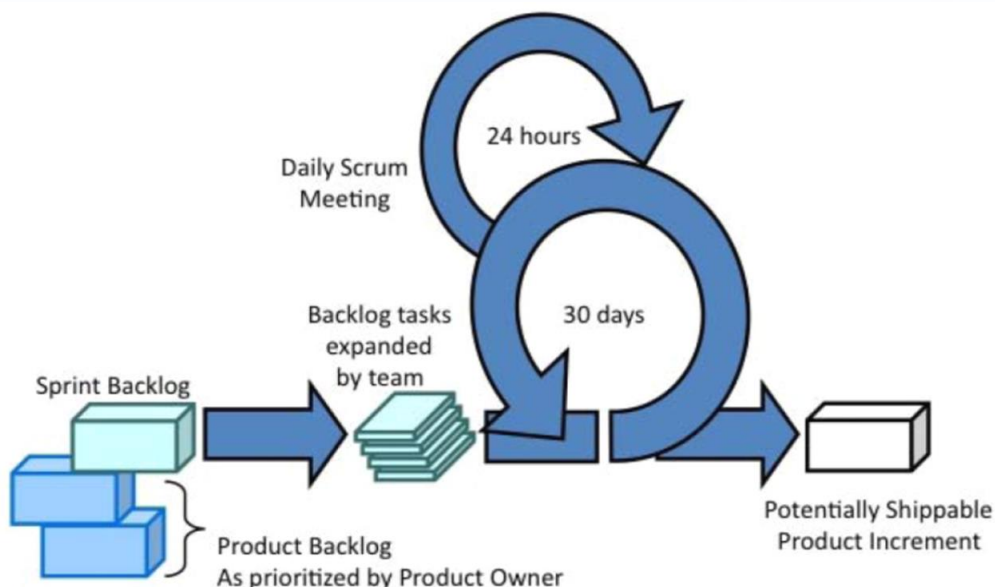 24 hours
Daily Scrum
Meeting
30 days
Backlog tasks
expanded
by team
Sprint Backlog
Potentially Shippable
Product Increment
Product Backlog
As prioritized by Product Owner